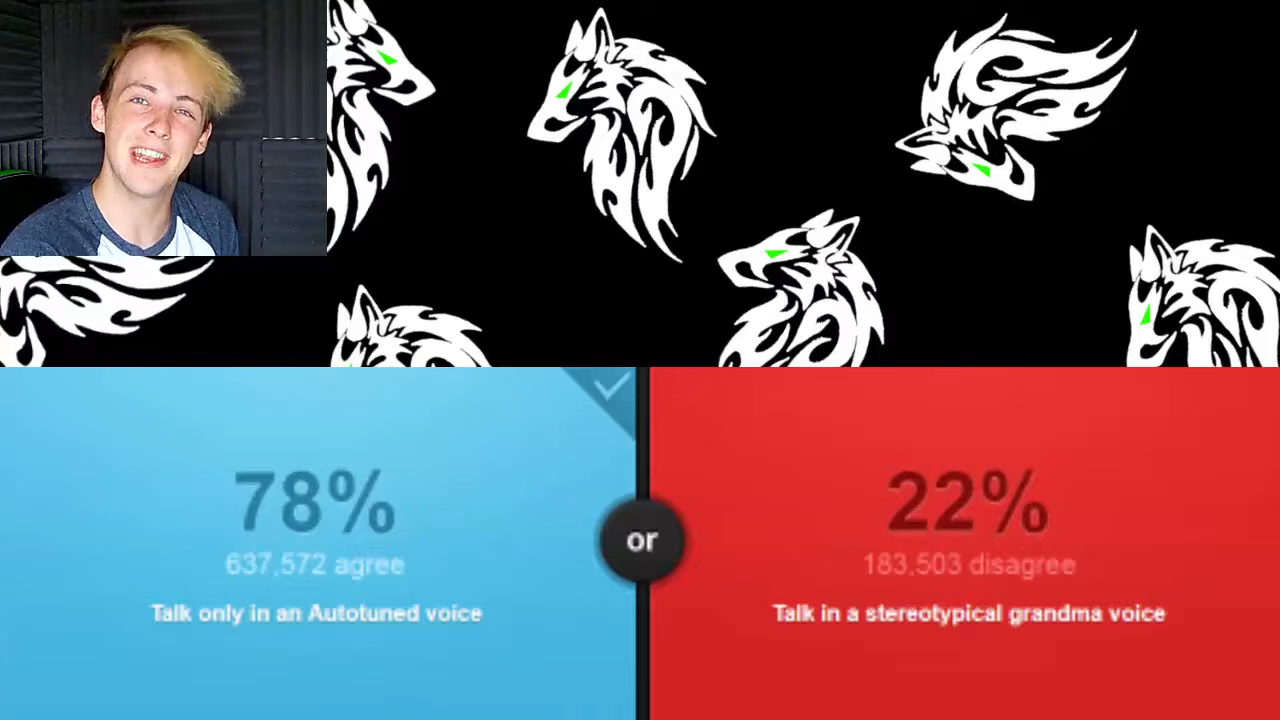 78%
637,572 agree
Talk only in an Autotuned voice
or
22%
183,503 disagree
Talk in a stereotypical grandma voice